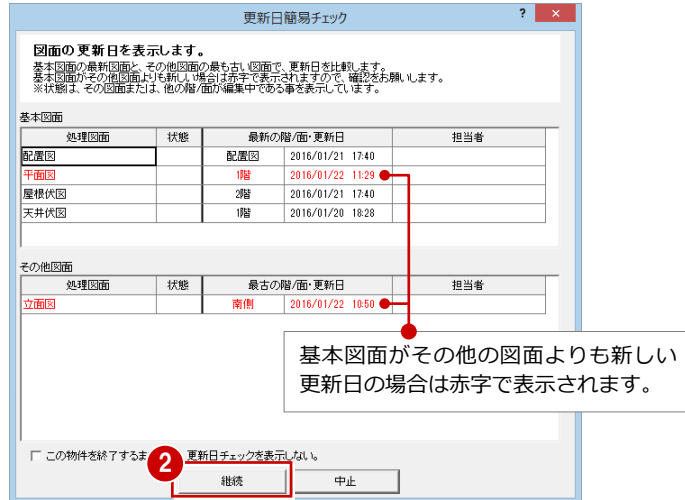 更新日簡易チェック
? ×
図面の更新日を表示します。
基本図面の最新図面と、その他図面の最も古い図面で、更新日を比較します。
基本図面がその他図面よりも新しい場合は赤字で表示されますので、確認をお願いします。
※状態は、その図面または、他の階/面が編集中である事を表示しています。
基本図面
処理図面 状態 最新の階/面・更新日 担当者
配置図 配置図 2016/01/21 17:40
平面図 1階 2016/01/22 11:29
屋根伏図 2階 2016/01/21 17:40
天井伏図 1階 2016/01/20 18:28
その他図面
処理図面 状態 最古の階/面・更新日 担当者
立面図 南側 2016/01/22 10:50
基本図面がその他の図面よりも新しい
更新日の場合は赤字で表示されます。
この物件を終了するま 更新日チェックを表示しない。
2
継続 中止